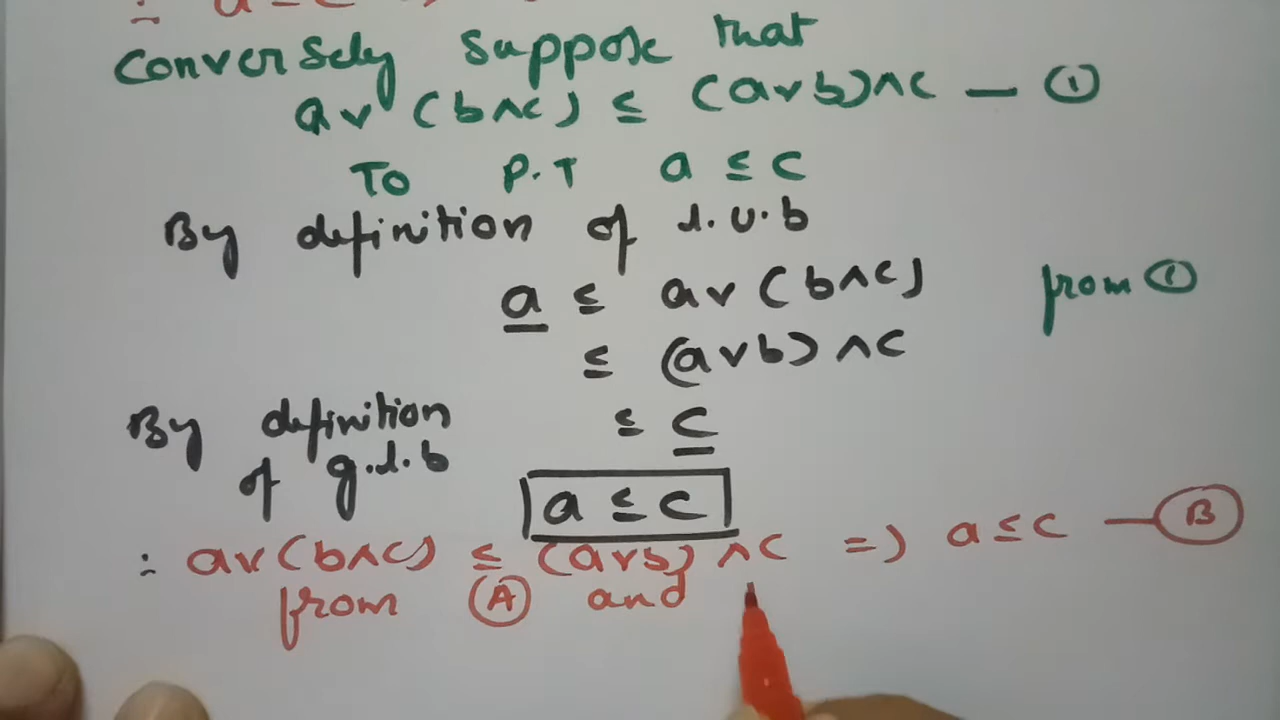 ∴ a ≤ c
conversely suppose that
a∨(b∧c) ≤ (a∨b)∧c — ①
To P.T a ≤ c
By definition of l.u.b
a ≤ a∨(b∧c) from ①
≤ (a∨b)∧c
By definition ≤ c
of g.l.b
a ≤ c
∴ a∨(b∧c) ≤ (a∨b)∧c => a ≤ c — Ⓑ
from Ⓐ and